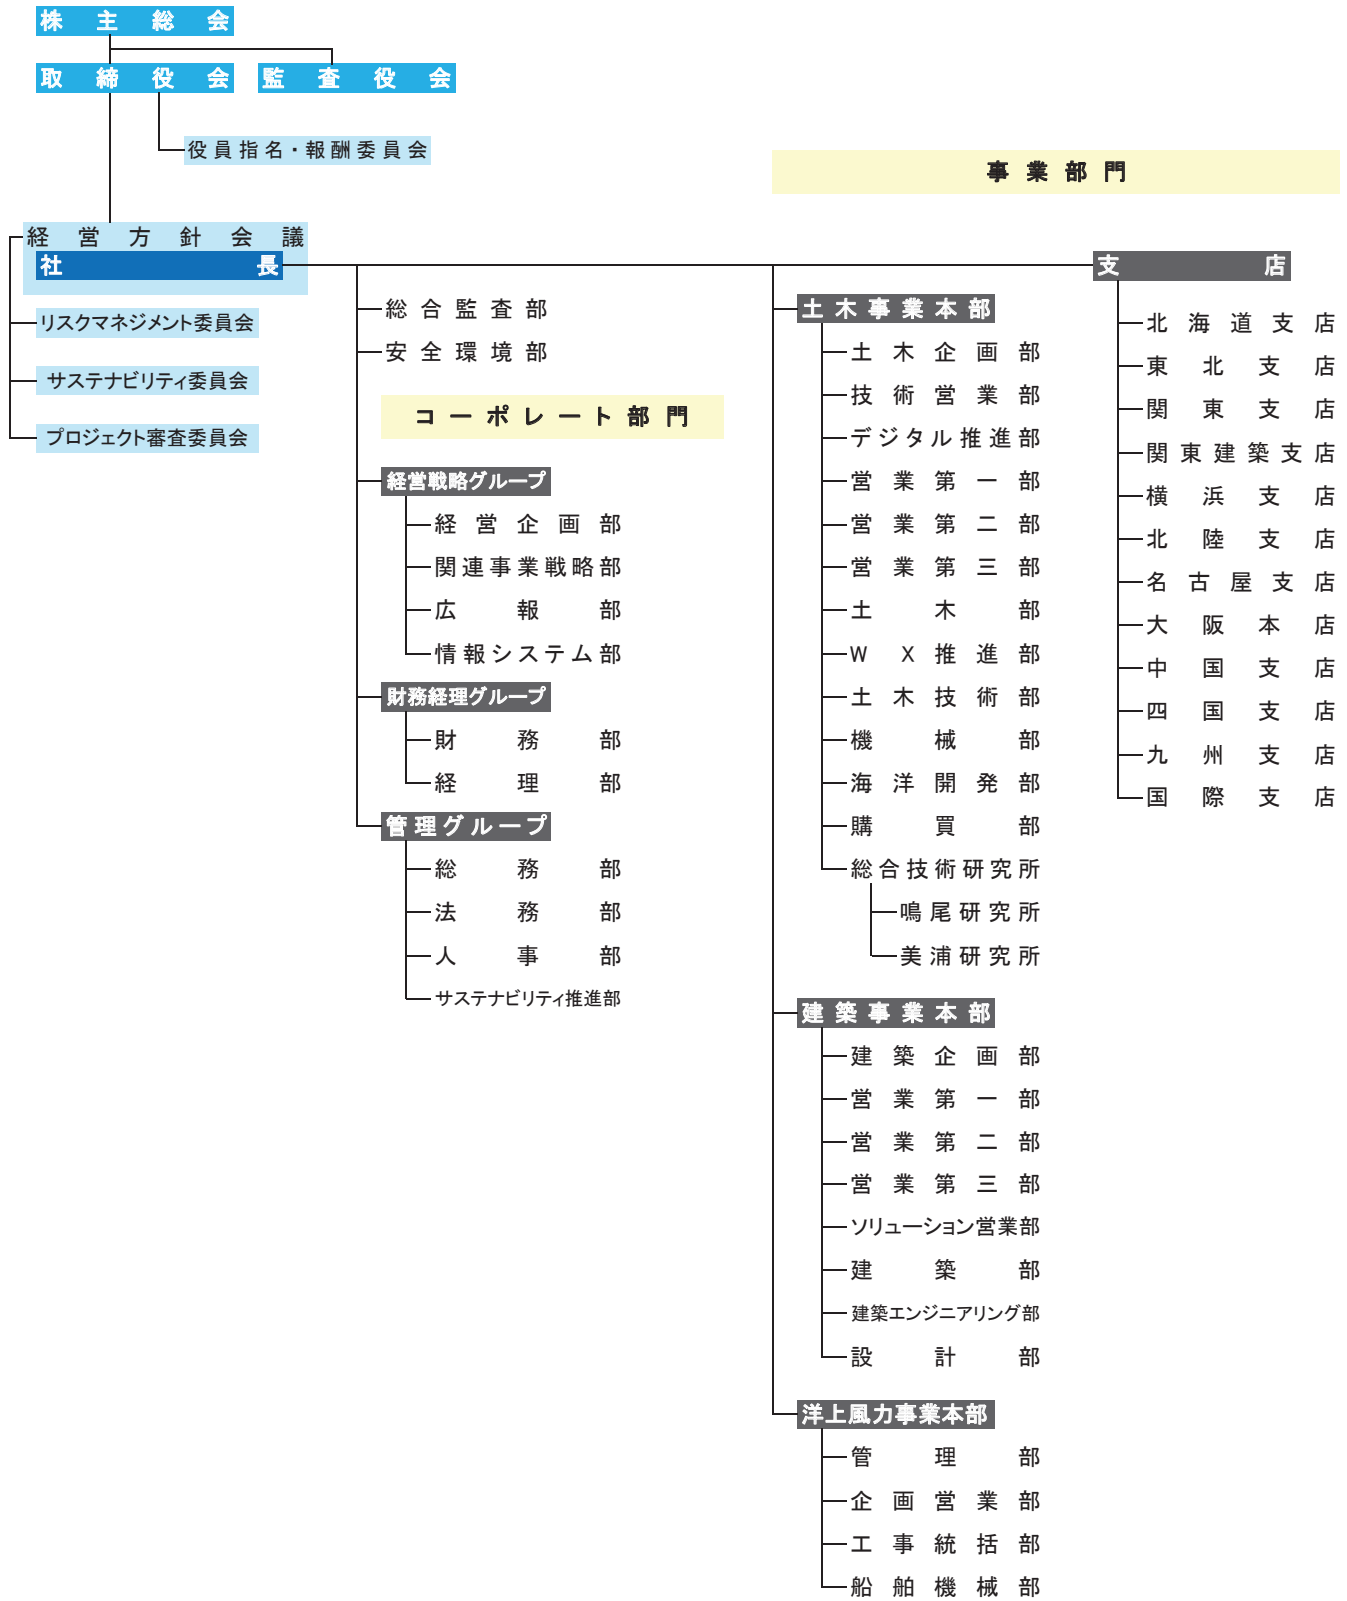 株主総会
取締役会
監査役会
役員指名・報酬委員会
経営方針会議
社長
リスクマネジメント委員会
サステナビリティ委員会
プロジェクト審査委員会
総合監査部
安全環境部
コーポレート部門
経営戦略グループ
経営企画部
関連事業戦略部
広報部
情報システム部
財務経理グループ
財務部
経理部
管理グループ
総務部
法務部
人事部
サステナビリティ推進部
事業部門
土木事業本部
土木企画部
技術営業部
デジタル推進部
営業第一部
営業第二部
営業第三部
土木部
WX推進部
土木技術部
機械部
海洋開発部
購買部
総合技術研究所
鳴尾研究所
美浦研究所
建築事業本部
建築企画部
営業第一部
営業第二部
営業第三部
ソリューション営業部
建築部
建築エンジニアリング部
設計部
洋上風力事業本部
管理部
企画営業部
工事統括部
船舶機械部
支店
北海道支店
東北支店
関東支店
関東建築支店
横浜支店
北陸支店
名古屋支店
大阪本店
中国支店
四国支店
九州支店
国際支店